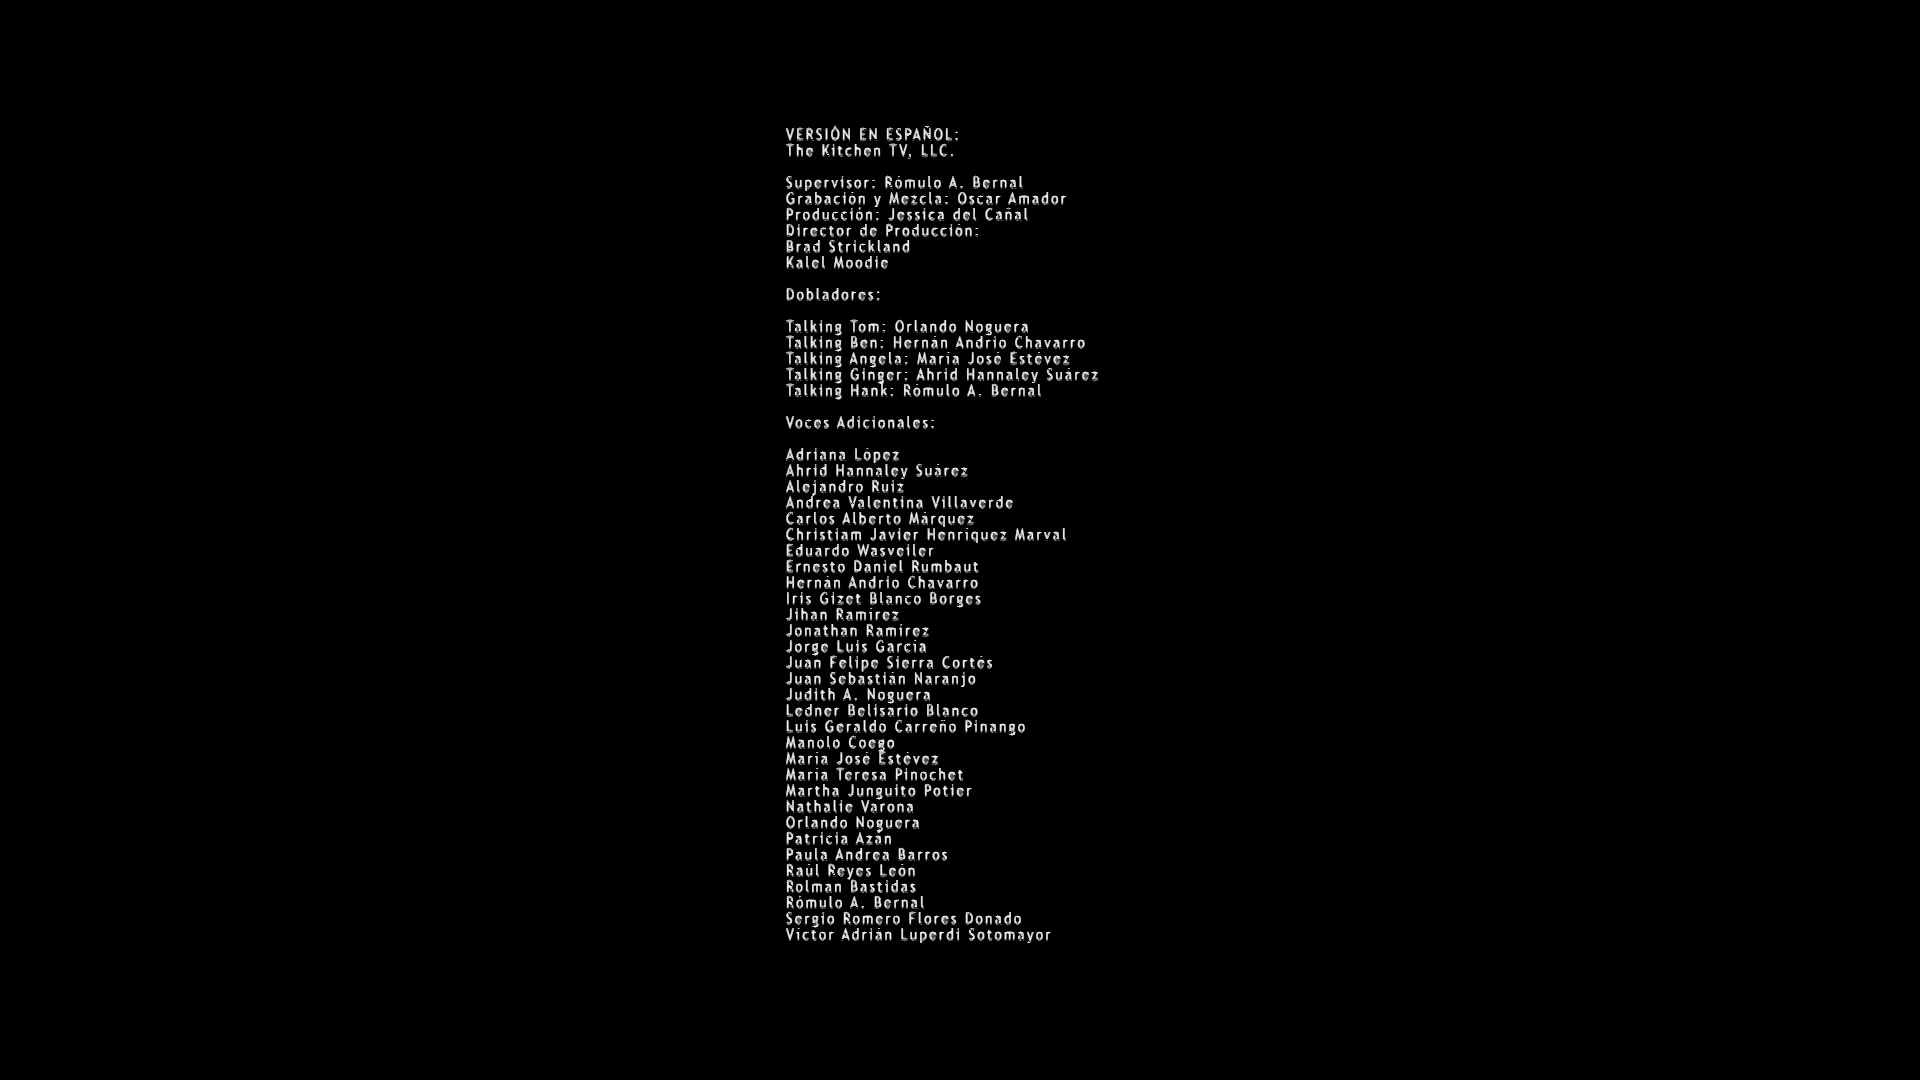 VERSIÓN EN ESPAÑOL:
The Kitchen TV, LLC.
Supervisor: Rómulo A. Bernal
Grabación y Mezcla: Oscar Amador
Producción: Jessica del Cañal
Director de Producción:
Brad Strickland
Kalel Moodie
Dobladores:
Talking Tom: Orlando Noguera
Talking Ben: Hernán Andrio Chavarro
Talking Angela: María José Estévez
Talking Ginger: Ahrid Hannaley Suárez
Talking Hank: Rómulo A. Bernal
Voces Adicionales:
Adriana López
Ahrid Hannaley Suárez
Alejandro Ruiz
Andrea Valentina Villaverde
Carlos Alberto Márquez
Christiam Javier Henríquez Marval
Eduardo Wasveiler
Ernesto Daniel Rumbaut
Hernán Andrio Chavarro
Iris Gizet Blanco Borges
Jihan Ramírez
Jonathan Ramírez
Jorge Luis García
Juan Felipe Sierra Cortés
Juan Sebastián Naranjo
Judith A. Noguera
Ledner Belisario Blanco
Luis Geraldo Carreño Pinango
Manolo Coego
María José Estévez
María Teresa Pinochet
Martha Junguito Potier
Nathalie Varona
Orlando Noguera
Patricia Azán
Paula Andrea Barros
Raúl Reyes León
Rolman Bastidas
Rómulo A. Bernal
Sergio Romero Flores Donado
Víctor Adrián Luperdi Sotomayor